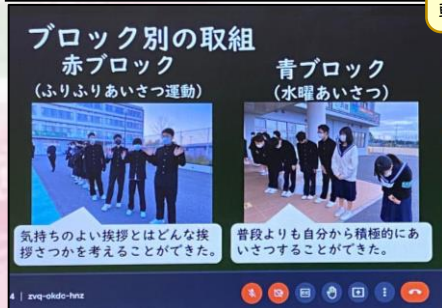 ブロック別の取組
赤ブロック
(ふりふりあいさつ運動)
青ブロック
(水曜あいさつ)
気持ちのよい挨拶とはどんな挨
拶さつかを考えることができた。
普段よりも自分から積極的にあ
いさつすることができた。
4 | zvq-okdc-hnz